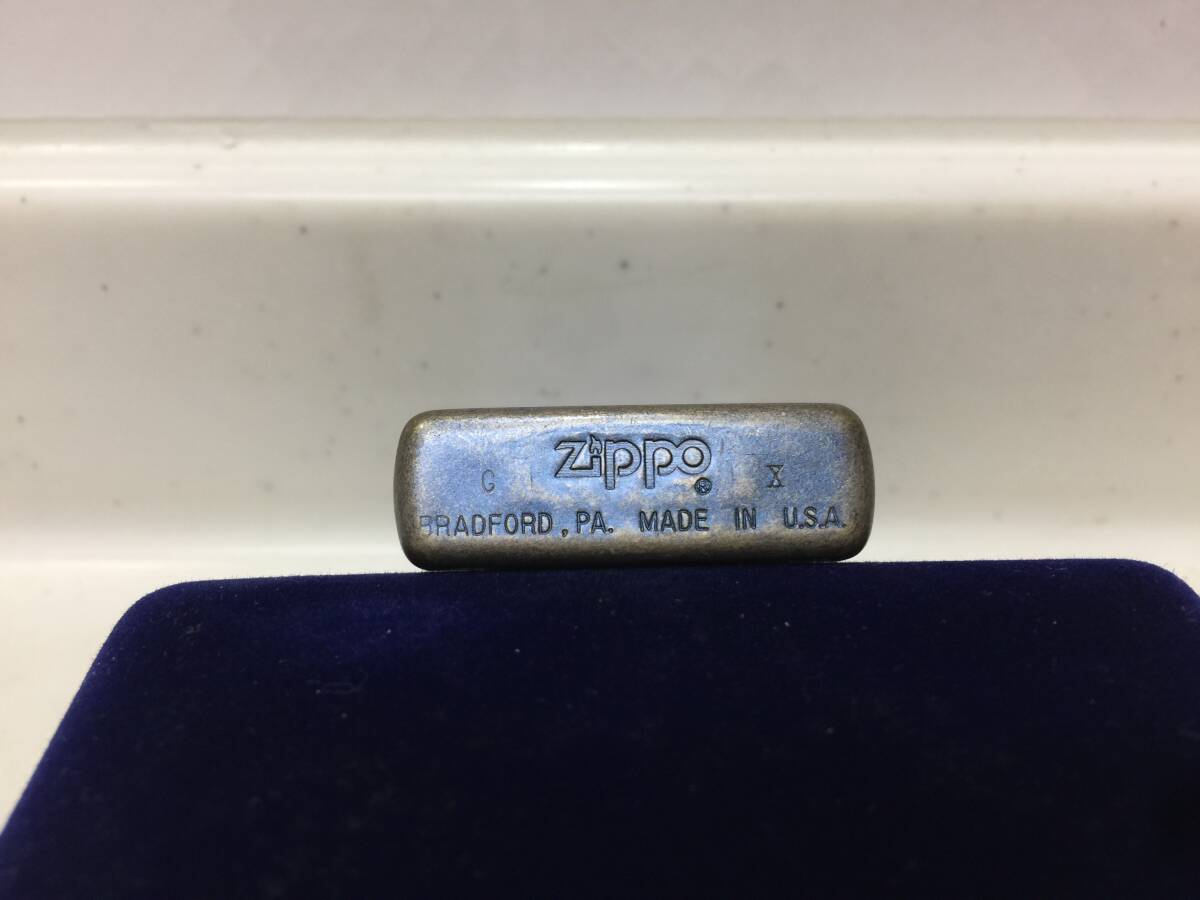 Zippo ®
G X
BRADFORD, PA. MADE IN U.S.A.